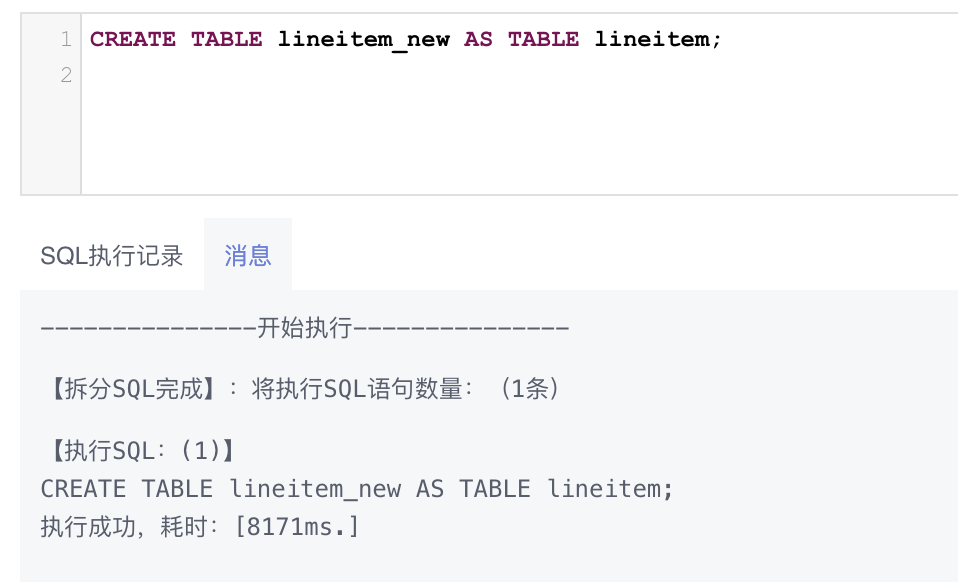 1 CREATE TABLE lineitem_new AS TABLE lineitem;
2
SQL执行记录 消息
---------------开始执行---------------
【拆分SQL完成】：将执行SQL语句数量：（1条）
【执行SQL：(1)】
CREATE TABLE lineitem_new AS TABLE lineitem;
执行成功，耗时：[8171ms.]